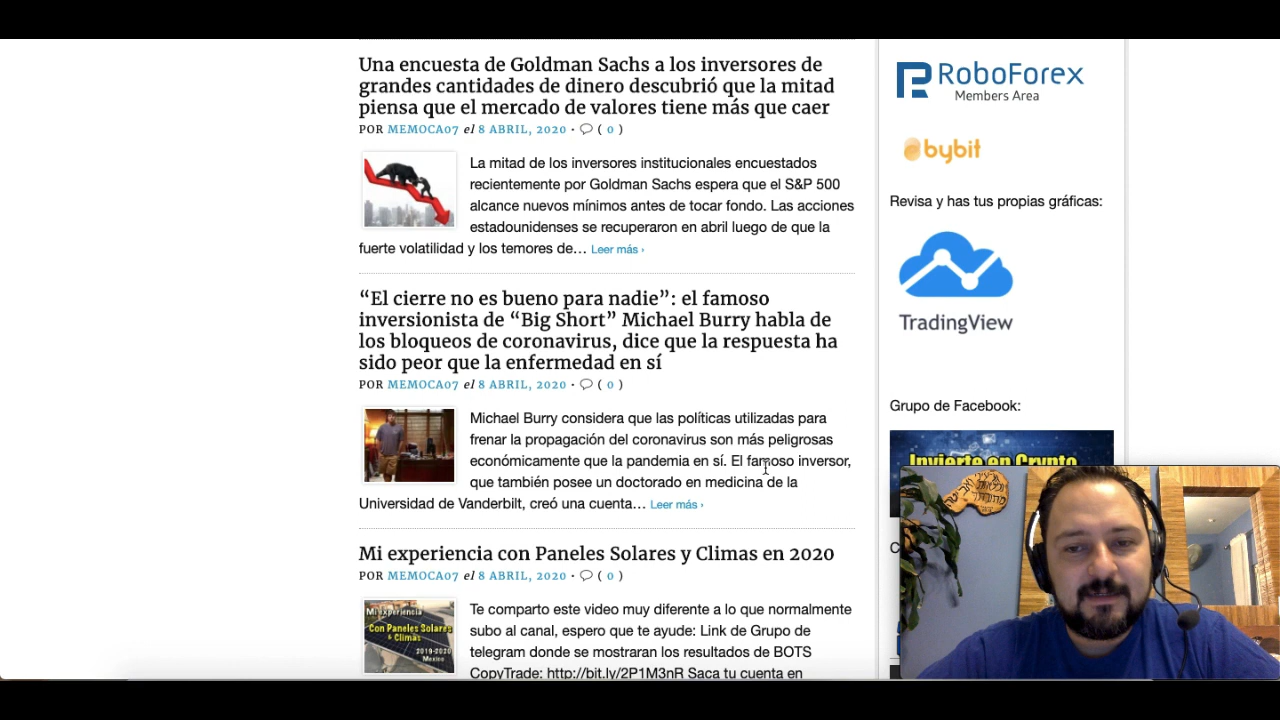 Una encuesta de Goldman Sachs a los inversores de
grandes cantidades de dinero descubrió que la mitad
piensa que el mercado de valores tiene más que caer
POR MEMOCA07 el 8 ABRIL, 2020 • ( 0 )
La mitad de los inversores institucionales encuestados
recientemente por Goldman Sachs espera que el S&P 500
alcance nuevos mínimos antes de tocar fondo. Las acciones
estadounidenses se recuperaron en abril luego de que la
fuerte volatilidad y los temores de… Leer más ›
“El cierre no es bueno para nadie”: el famoso
inversionista de “Big Short” Michael Burry habla de
los bloqueos de coronavirus, dice que la respuesta ha
sido peor que la enfermedad en sí
POR MEMOCA07 el 8 ABRIL, 2020 • ( 0 )
Michael Burry considera que las políticas utilizadas para
frenar la propagación del coronavirus son más peligrosas
económicamente que la pandemia en sí. El famoso inversor,
que también posee un doctorado en medicina de la
Universidad de Vanderbilt, creó una cuenta… Leer más ›
Mi experiencia con Paneles Solares y Climas en 2020
POR MEMOCA07 el 8 ABRIL, 2020 • ( 0 )
Mi experiencia
Con Paneles Solares
& Climas
2019-2020
Mexico
Te comparto este video muy diferente a lo que normalmente
subo al canal, espero que te ayude: Link de Grupo de
telegram donde se mostraran los resultados de BOTS
CopyTrade: http://bit.ly/2P1M3nR Saca tu cuenta en
RoboForex
Members Area
bybit
Revisa y has tus propias gráficas:
TradingView
Grupo de Facebook:
Invierte en Crypto